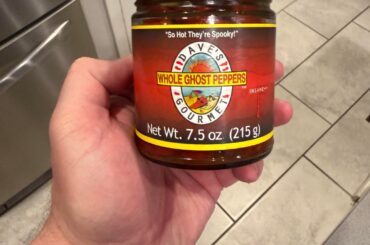 "So Hot They're Spooky!"
DAVE'S
WHOLE GHOST PEPPERS
GOURMET
Net Wt. 7.5 oz. (215 g)